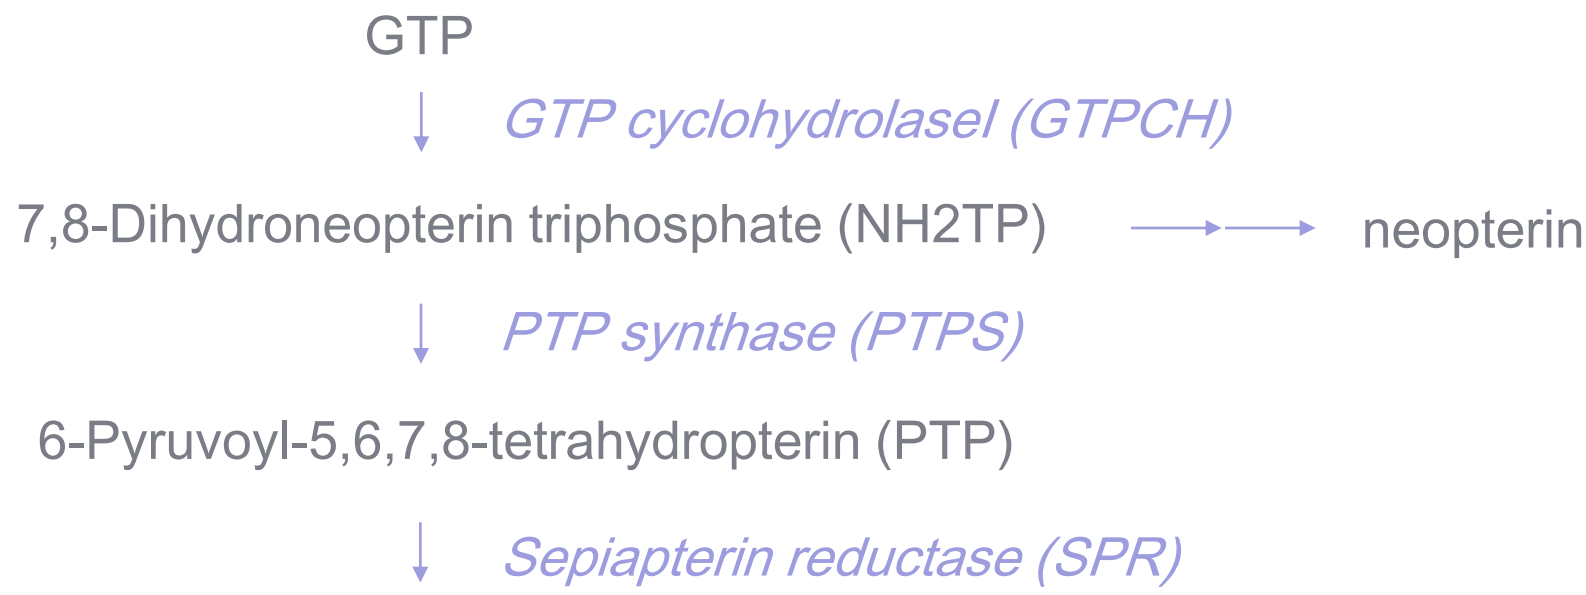 GTP
GTP cyclohydrolaseI (GTPCH)
7,8-Dihydroneopterin triphosphate (NH2TP)
neopterin
PTP synthase (PTPS)
6-Pyruvoyl-5,6,7,8-tetrahydropterin (PTP)
Sepiapterin reductase (SPR)